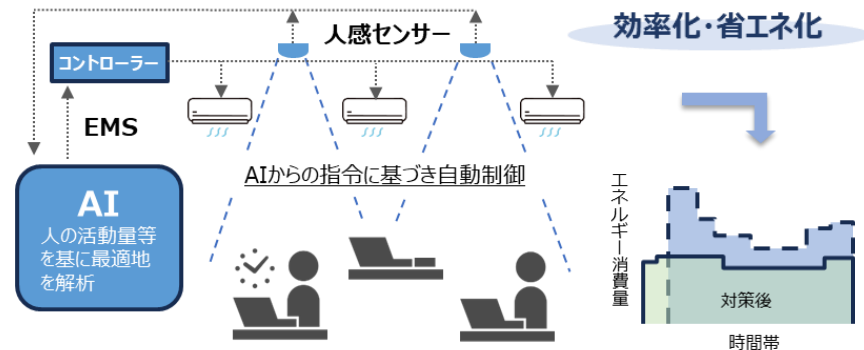 人感センサー
効率化・省エネ化
コントローラー
EMS
AIからの指令に基づき自動制御
AI
人の活動量等
を基に最適地
を解析
エネルギー消費量
対策後
時間帯